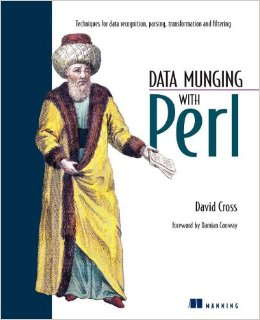 Techniques for data recognition, parsing, transformation and filtering
DATA MUNGING
WITH
Perl
David Cross
Foreword by Damian Conway
MANNING